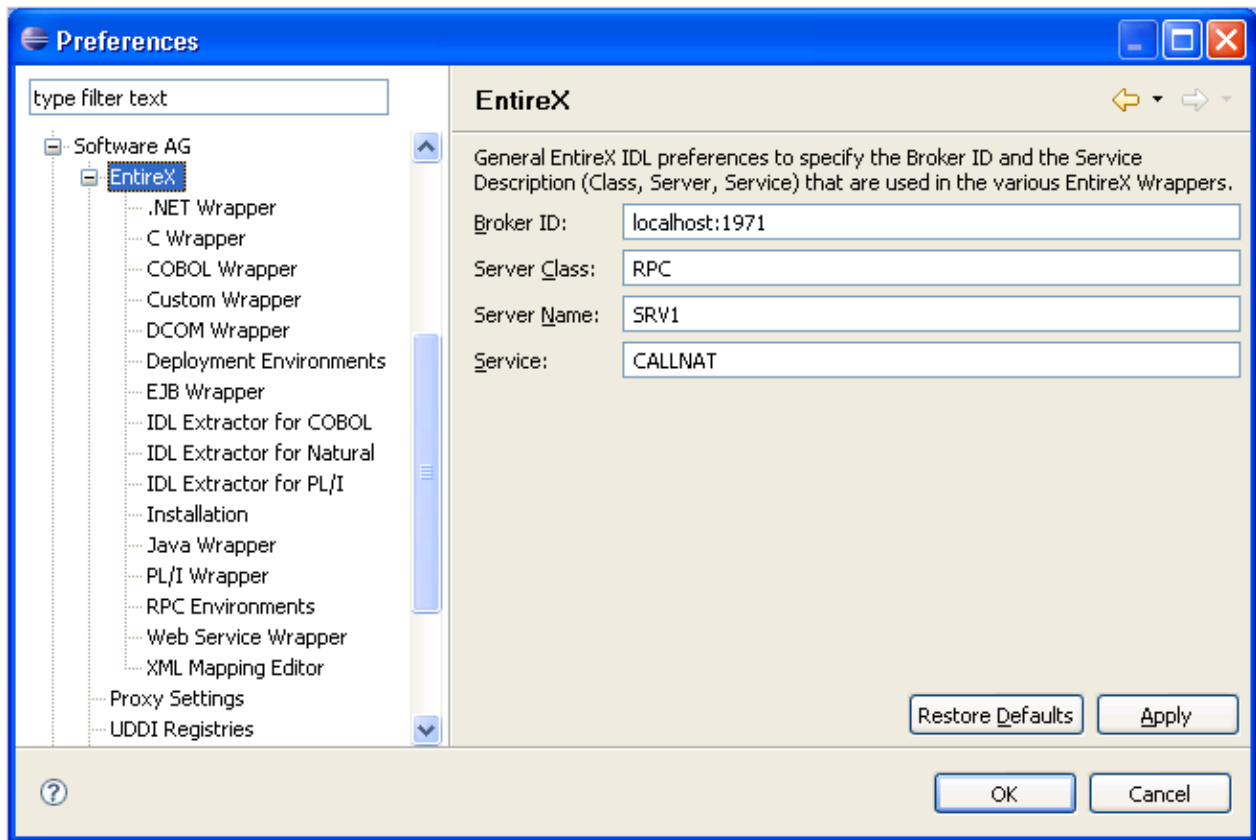 Preferences
type filter text
Software AG
EntireX
.NET Wrapper
C Wrapper
COBOL Wrapper
Custom Wrapper
DCOM Wrapper
Deployment Environments
EJB Wrapper
IDL Extractor for COBOL
IDL Extractor for Natural
IDL Extractor for PL/I
Installation
Java Wrapper
PL/I Wrapper
RPC Environments
Web Service Wrapper
XML Mapping Editor
Proxy Settings
UDDI Registries
EntireX
General EntireX IDL preferences to specify the Broker ID and the Service
Description (Class, Server, Service) that are used in the various EntireX Wrappers.
Broker ID: localhost:1971
Server Class: RPC
Server Name: SRV1
Service: CALLNAT
Restore Defaults Apply
? OK Cancel